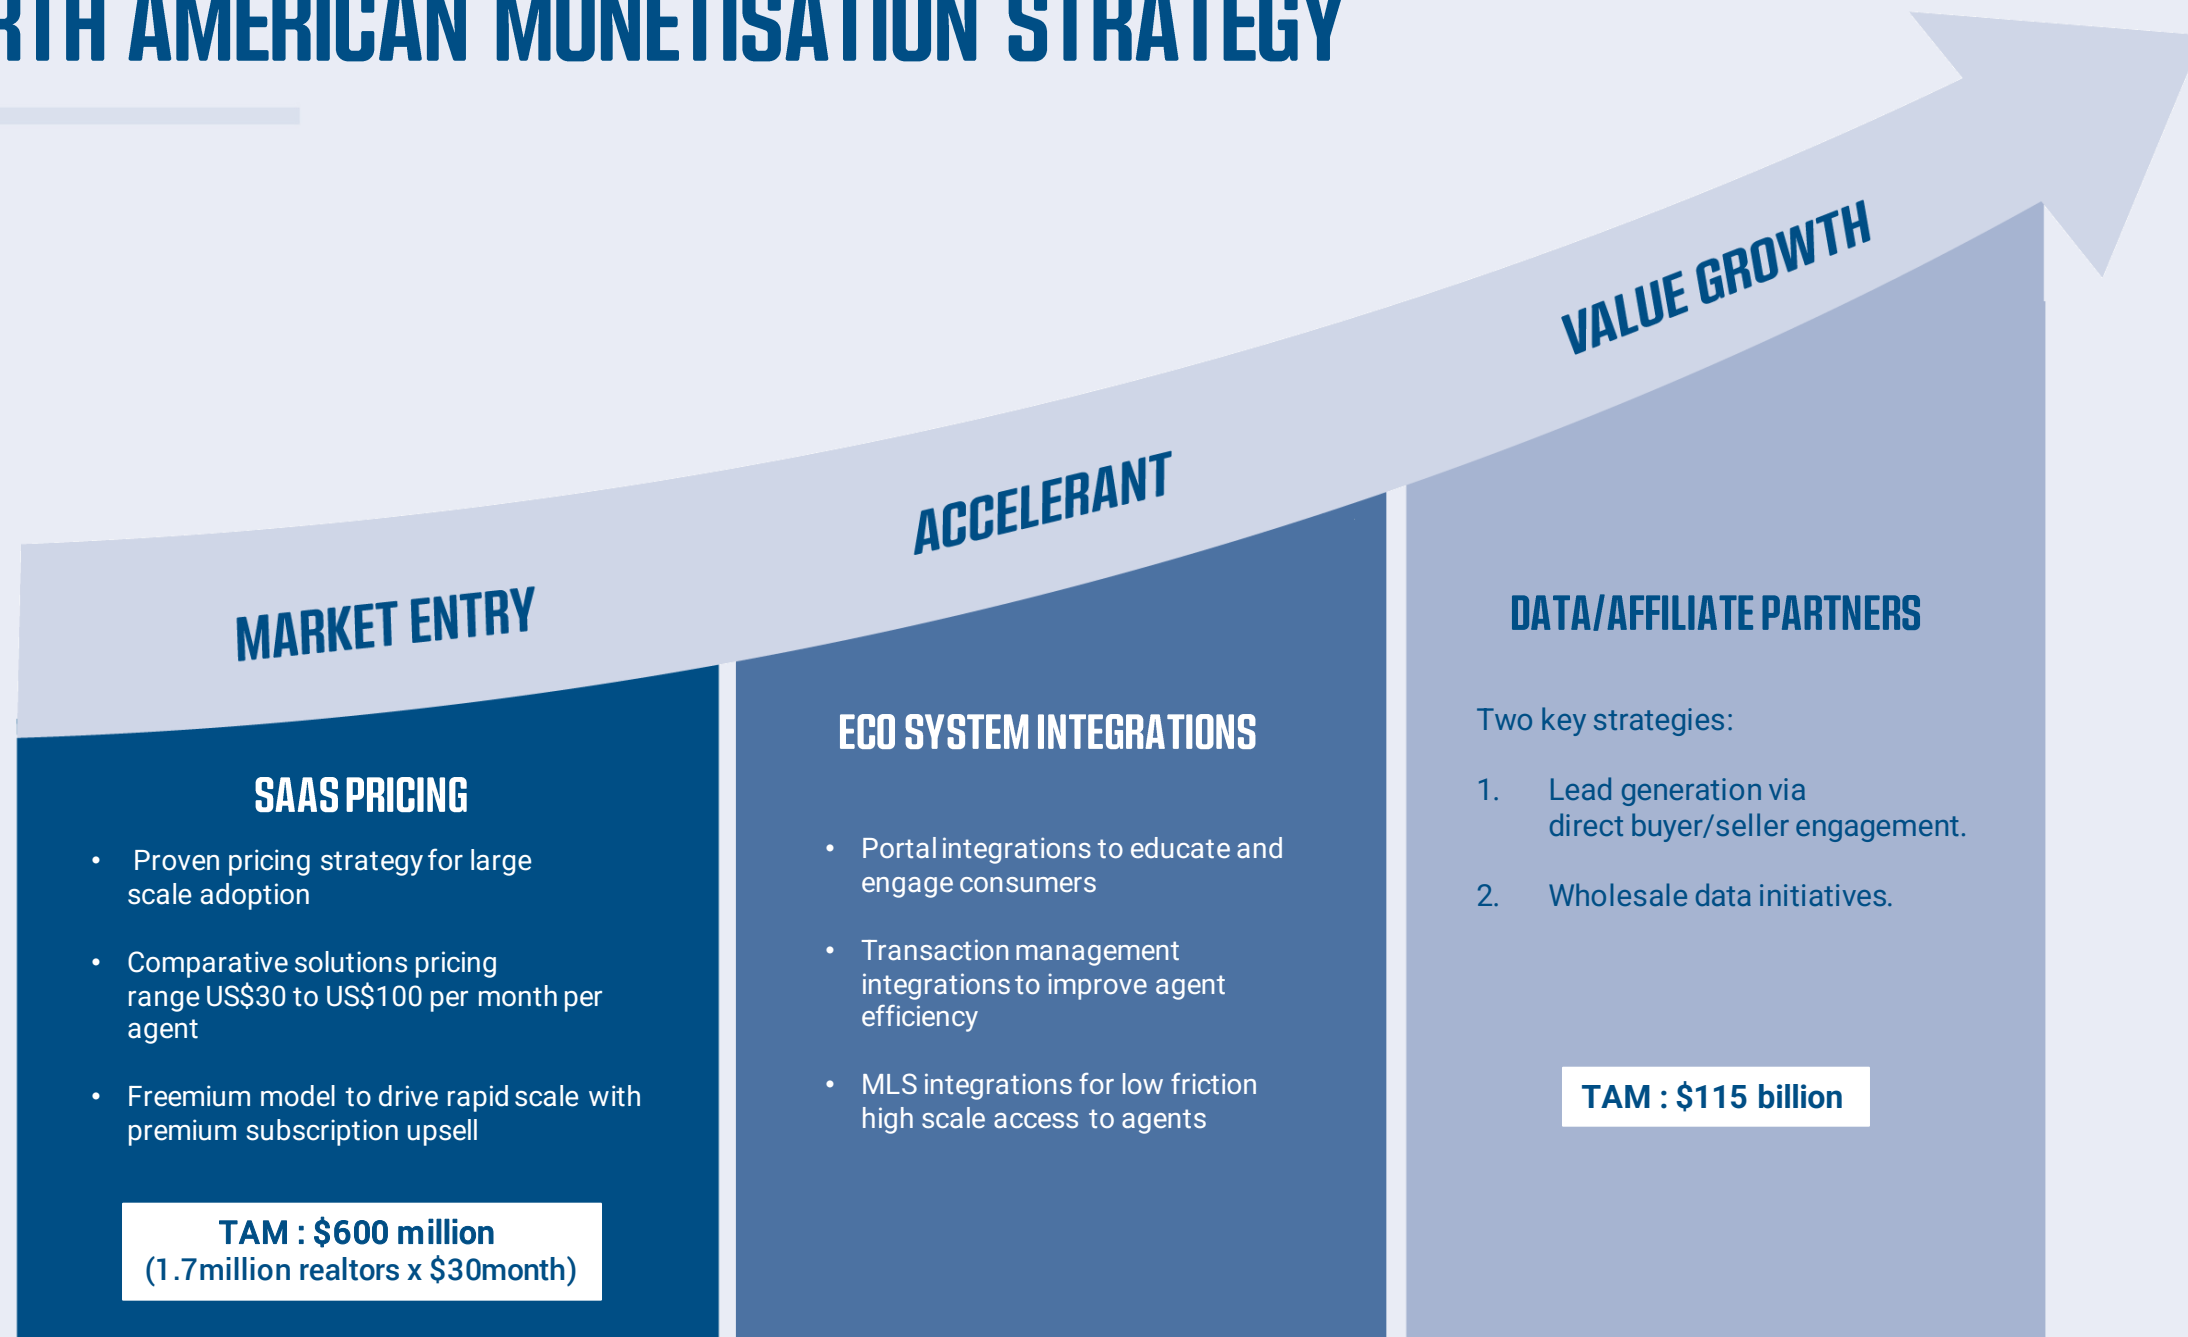 RTH AMERICAN MONETISATION STRATEGY
MARKET ENTRY
ACCELERANT
VALUE GROWTH
SAAS PRICING
• Proven pricing strategy for large
scale adoption
• Comparative solutions pricing
range US$30 to US$100 per month per
agent
• Freemium model to drive rapid scale with
premium subscription upsell
TAM : $600 million
(1.7million realtors x $30month)
ECO SYSTEM INTEGRATIONS
• Portal integrations to educate and
engage consumers
• Transaction management
integrations to improve agent
efficiency
• MLS integrations for low friction
high scale access to agents
DATA/AFFILIATE PARTNERS
Two key strategies:
1. Lead generation via
direct buyer/seller engagement.
2. Wholesale data initiatives.
TAM : $115 billion